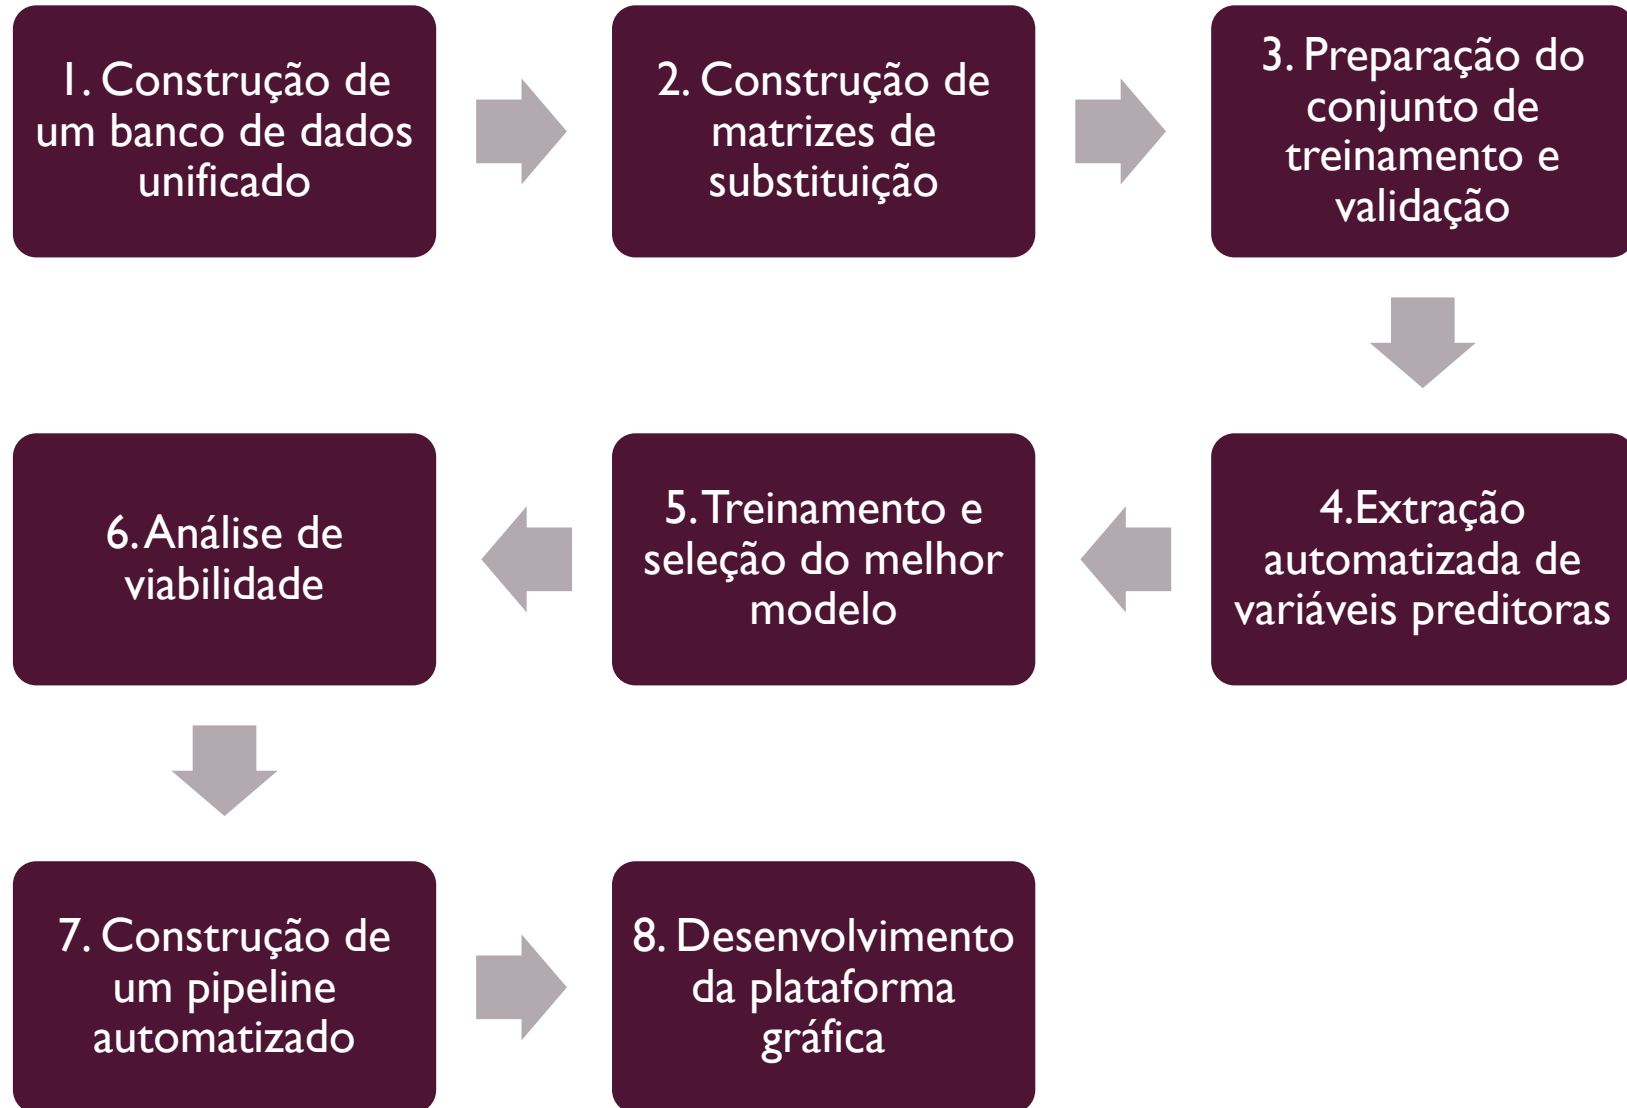 1. Construção de
um banco de dados
unificado
2. Construção de
matrizes de
substituição
3. Preparação do
conjunto de
treinamento e
validação
4.Extração
automatizada de
variáveis preditoras
5. Treinamento e
seleção do melhor
modelo
6. Análise de
viabilidade
7. Construção de
um pipeline
automatizado
8. Desenvolvimento
da plataforma
gráfica